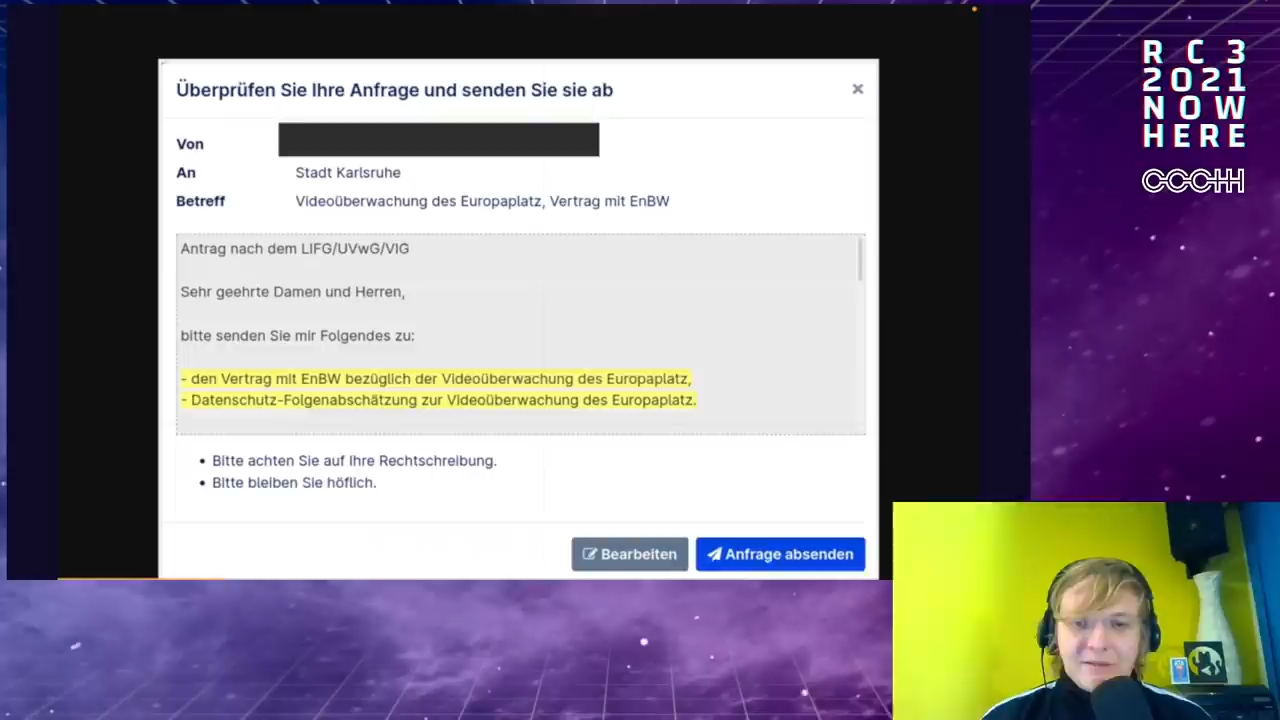 Überprüfen Sie Ihre Anfrage und senden Sie sie ab
×
Von
An Stadt Karlsruhe
Betreff Videoüberwachung des Europaplatz, Vertrag mit EnBW
Antrag nach dem LIFG/UVwG/VIG
Sehr geehrte Damen und Herren,
bitte senden Sie mir Folgendes zu:
- den Vertrag mit EnBW bezüglich der Videoüberwachung des Europaplatz,
- Datenschutz-Folgenabschätzung zur Videoüberwachung des Europaplatz.
• Bitte achten Sie auf Ihre Rechtschreibung.
• Bitte bleiben Sie höflich.
Bearbeiten Anfrage absenden
RC3
2021
NOW
HERE
CCCHH